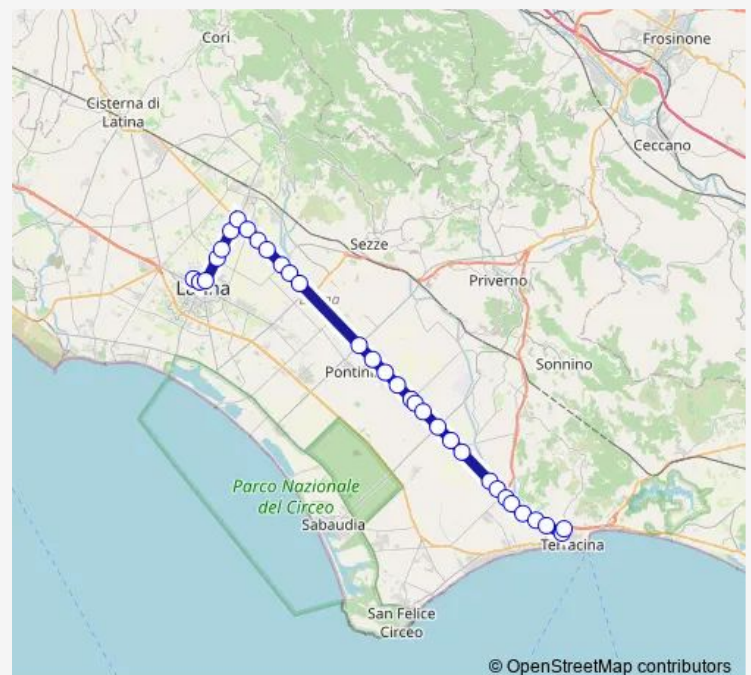 Cori
Frosinone
Cisterna di
Latina
Ceccano
Sezze
Priverno
Sonnino
Parco Nazionale
del Circeo
Sabaudia
Terracina
San Felice
Circeo
© OpenStreetMap contributors